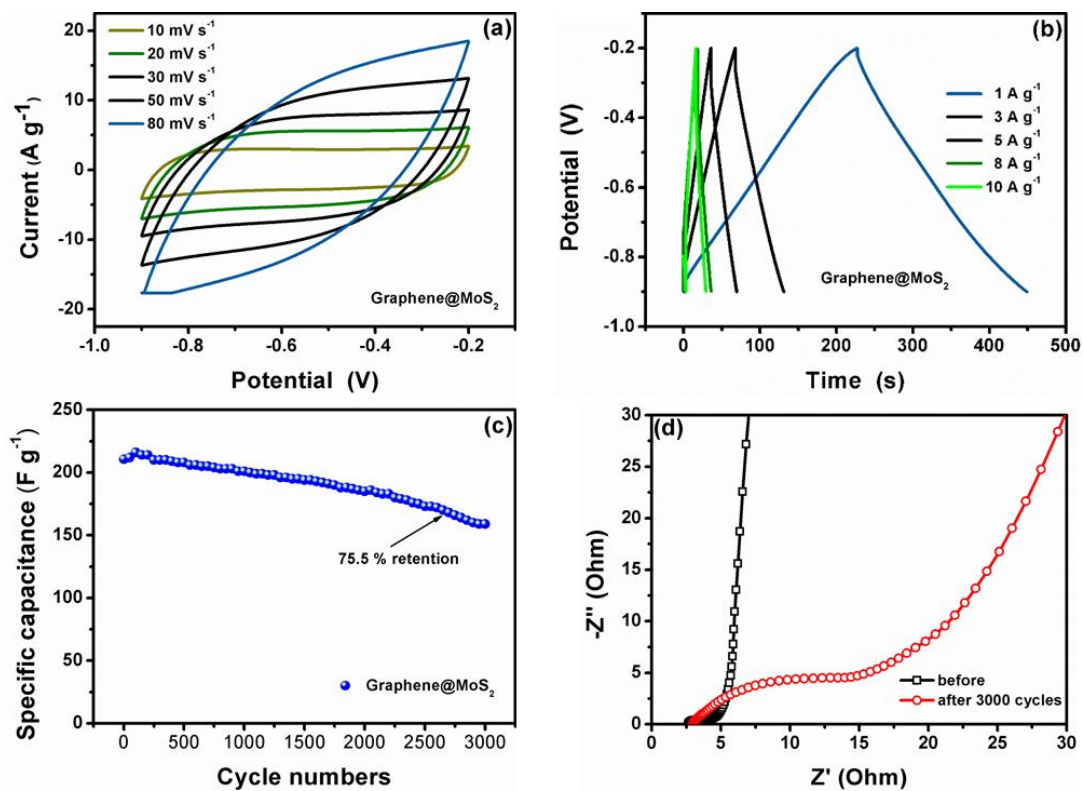 (a)
10 mV s⁻¹
20 mV s⁻¹
30 mV s⁻¹
50 mV s⁻¹
80 mV s⁻¹
Graphene@MoS₂
20
10
0
-10
-20
Current (A g⁻¹)
-1.0 -0.8 -0.6 -0.4 -0.2
Potential (V)
(b)
1 A g⁻¹
3 A g⁻¹
5 A g⁻¹
8 A g⁻¹
10 A g⁻¹
Graphene@MoS₂
-0.2
-0.4
-0.6
-0.8
-1.0
Potential (V)
0 100 200 300 400 500
Time (s)
(c)
250
200
150
100
50
0
Specific capacitance (F g⁻¹)
75.5 % retention
Graphene@MoS₂
0 500 1000 1500 2000 2500 3000
Cycle numbers
(d)
30
25
20
15
10
5
0
-Z'' (Ohm)
before
after 3000 cycles
0 5 10 15 20 25 30
Z' (Ohm)